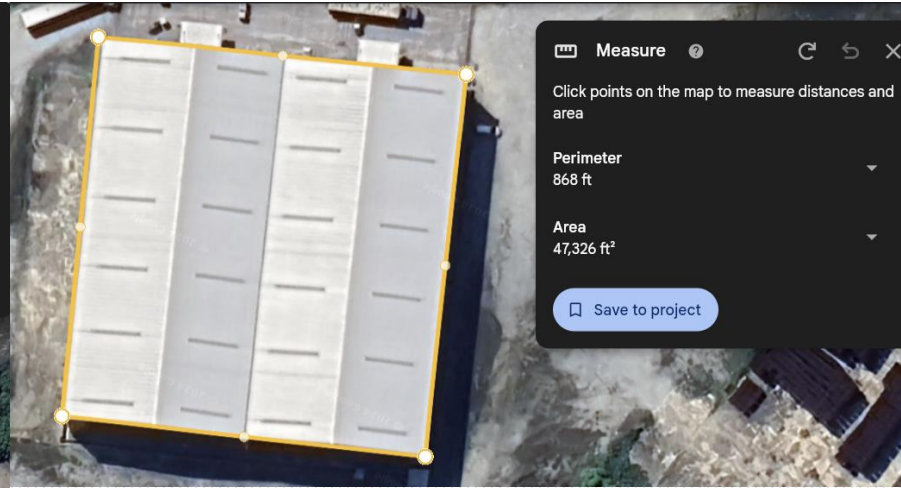 Measure
Click points on the map to measure distances and
area
Perimeter
868 ft
Area
47,326 ft²
Save to project